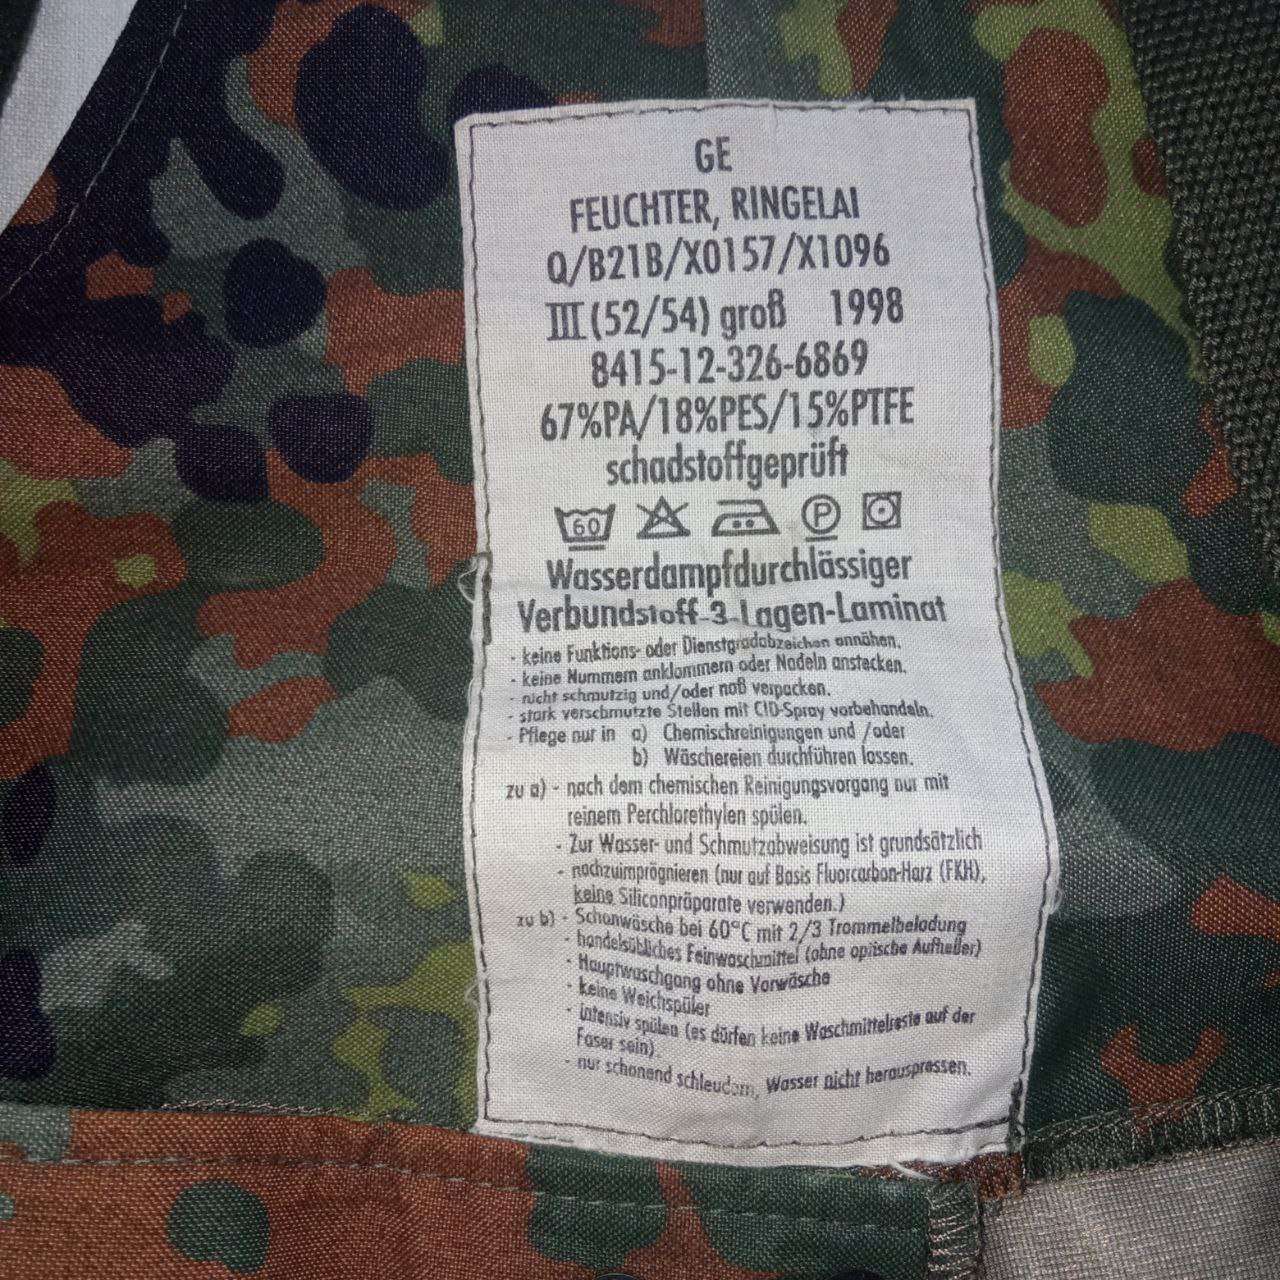 GE
FEUCHTER, RINGELAI
Q/B21B/X0157/X1096
III (52/54) groß 1998
8415-12-326-6869
67%PA/18%PES/15%PTFE
schadstoffgeprüft
60 P
Wasserdampfdurchlässiger
Verbundstoff-3-Lagen-Laminat
- keine Funktions- oder Dienstgradabzeichen annähen.
- keine Nummern anklammern oder Nadeln anstecken.
- nicht schmutzig und/oder naß verpacken.
- stark verschmutzte Stellen mit CID-Spray vorbehandeln.
- Pflege nur in a) Chemischreinigungen und /oder
b) Wäschereien durchführen lassen.
zu a) - nach dem chemischen Reinigungsvorgang nur mit
reinem Perchlorethylen spülen.
- Zur Wasser- und Schmutzabweisung ist grundsätzlich
- nachzuimprägnieren (nur auf Basis Fluorcarbon-Harz (FKH),
keine Siliconpräparate verwenden.)
zu b) - Schonwäsche bei 60°C mit 2/3 Trommelbeladung
- handelsübliches Feinwaschmittel (ohne optische Aufheller)
- Hauptwaschgang ohne Vorwäsche
- keine Weichspüler
- intensiv spülen (es dürfen keine Waschmittelreste auf der
Faser sein).
- nur schonend schleudern, Wasser nicht herauspressen.